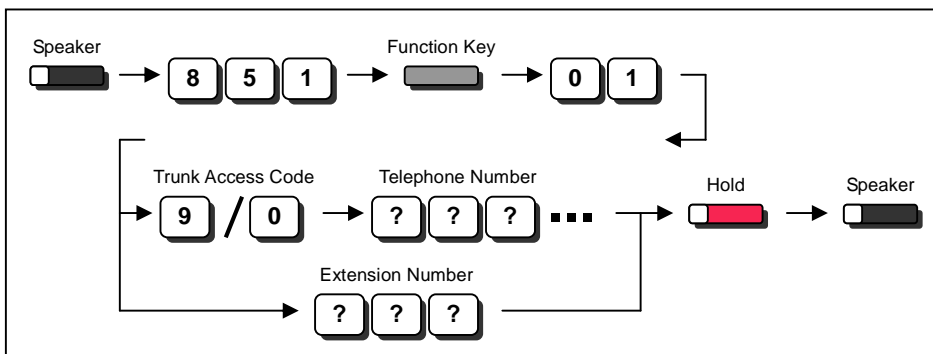 Speaker
Function Key
8 5 1
0 1
Trunk Access Code
Telephone Number
Hold
Speaker
9 / 0
? ? ? ...
Extension Number
? ? ?